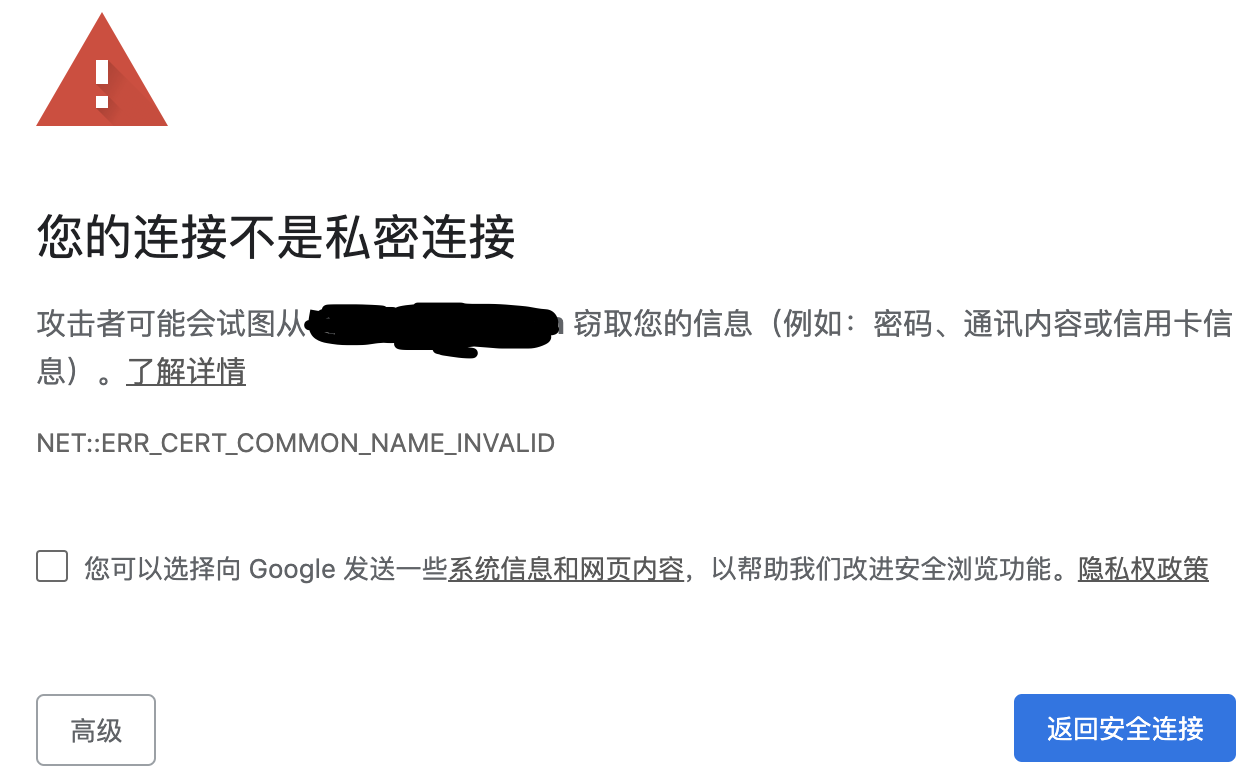 您的连接不是私密连接
攻击者可能会试图从 窃取您的信息（例如：密码、通讯内容或信用卡信
息）。了解详情
NET::ERR_CERT_COMMON_NAME_INVALID
您可以选择向 Google 发送一些系统信息和网页内容，以帮助我们改进安全浏览功能。隐私权政策
高级
返回安全连接